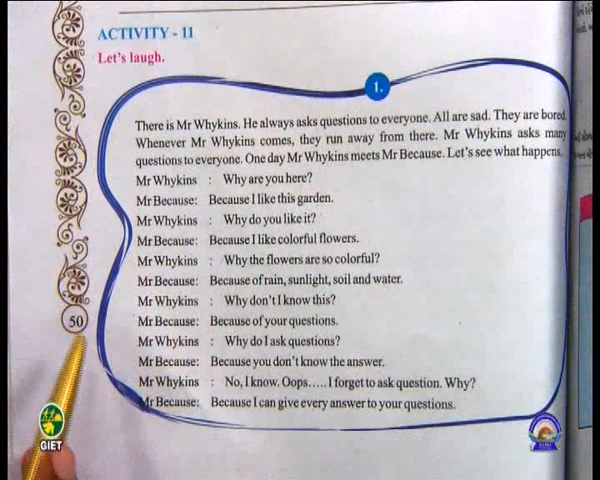 ACTIVITY - 11
Let's laugh.
1.
There is Mr Whykins. He always asks questions to everyone. All are sad. They are bored.
Whenever Mr Whykins comes, they run away from there. Mr Whykins asks many
questions to everyone. One day Mr Whykins meets Mr Because. Let's see what happens.
Mr Whykins : Why are you here?
Mr Because: Because I like this garden.
Mr Whykins : Why do you like it?
Mr Because: Because I like colorful flowers.
Mr Whykins : Why the flowers are so colorful?
Mr Because: Because of rain, sunlight, soil and water.
Mr Whykins : Why don't I know this?
Mr Because: Because of your questions.
Mr Whykins : Why do I ask questions?
Mr Because: Because you don't know the answer.
Mr Whykins : No, I know. Oops..... I forget to ask question. Why?
Mr Because: Because I can give every answer to your questions.
50
GIET